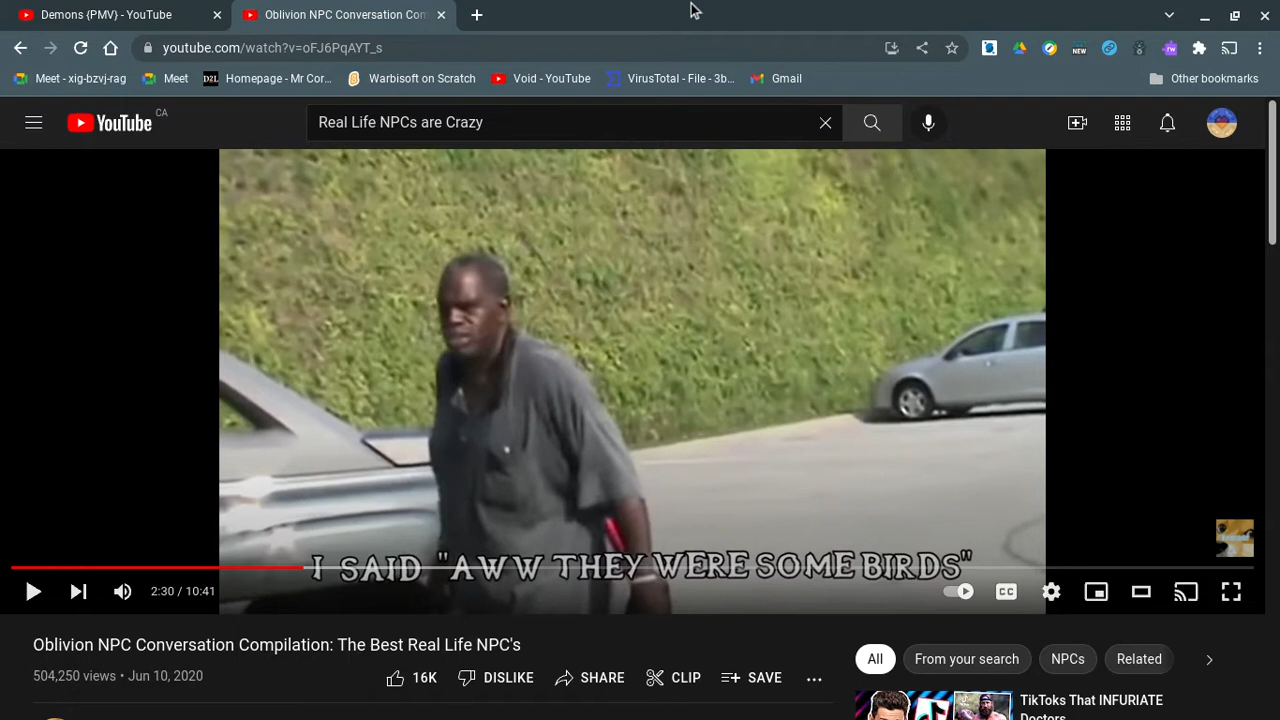 Demons {PMV} - YouTube
Oblivion NPC Conversation Com
youtube.com/watch?v=oFJ6PqAYT_s
NEW
Meet - xig-bzvj-rag
Meet
D2L
Homepage - Mr Cor...
Warbisoft on Scratch
Void - YouTube
VirusTotal - File - 3b...
Gmail
Other bookmarks
YouTube CA
Real Life NPCs are Crazy
I SAID "AWW THEY WERE SOME BIRDS"
2:30 / 10:41
CC
Oblivion NPC Conversation Compilation: The Best Real Life NPC's
504,250 views • Jun 10, 2020
16K
DISLIKE
SHARE
CLIP
SAVE
All
From your search
NPCs
Related
TikToks That INFURIATE
Doctors